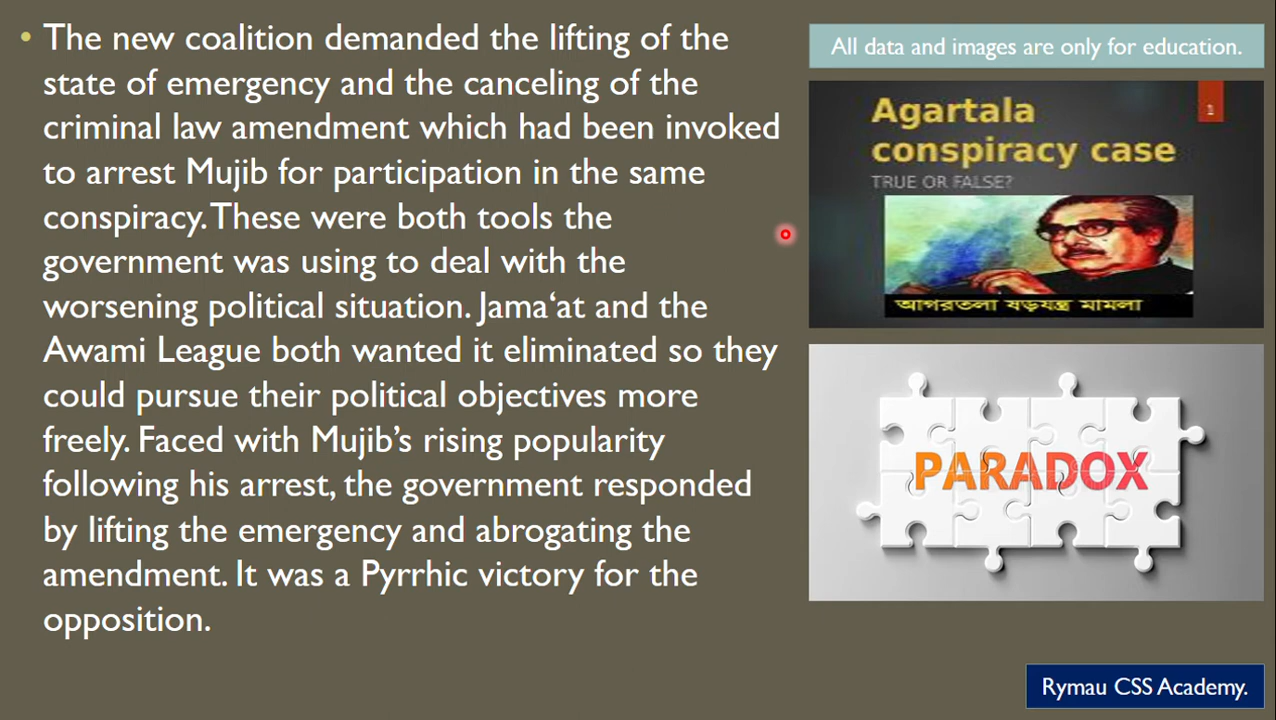 • The new coalition demanded the lifting of the
state of emergency and the canceling of the
criminal law amendment which had been invoked
to arrest Mujib for participation in the same
conspiracy. These were both tools the
government was using to deal with the
worsening political situation. Jama‘at and the
Awami League both wanted it eliminated so they
could pursue their political objectives more
freely. Faced with Mujib’s rising popularity
following his arrest, the government responded
by lifting the emergency and abrogating the
amendment. It was a Pyrrhic victory for the
opposition.
All data and images are only for education.
1
Agartala
conspiracy case
TRUE OR FALSE?
আগরতলা ষড়যন্ত্র মামলা
PARADOX
Rymau CSS Academy.